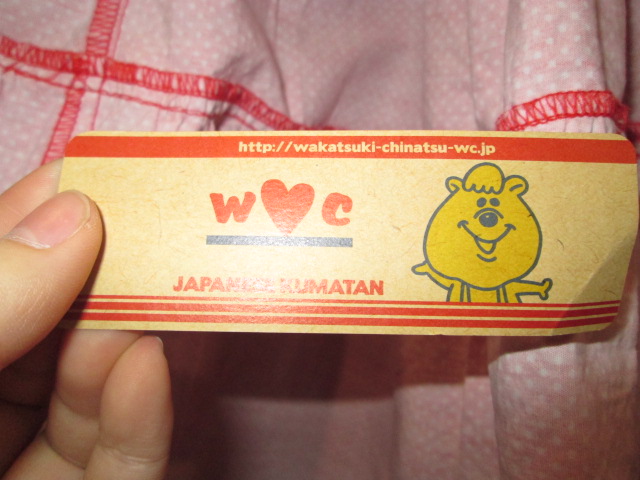 http://wakatsuki-chinatsu-wc.jp
W♥C
JAPANESE KUMATAN